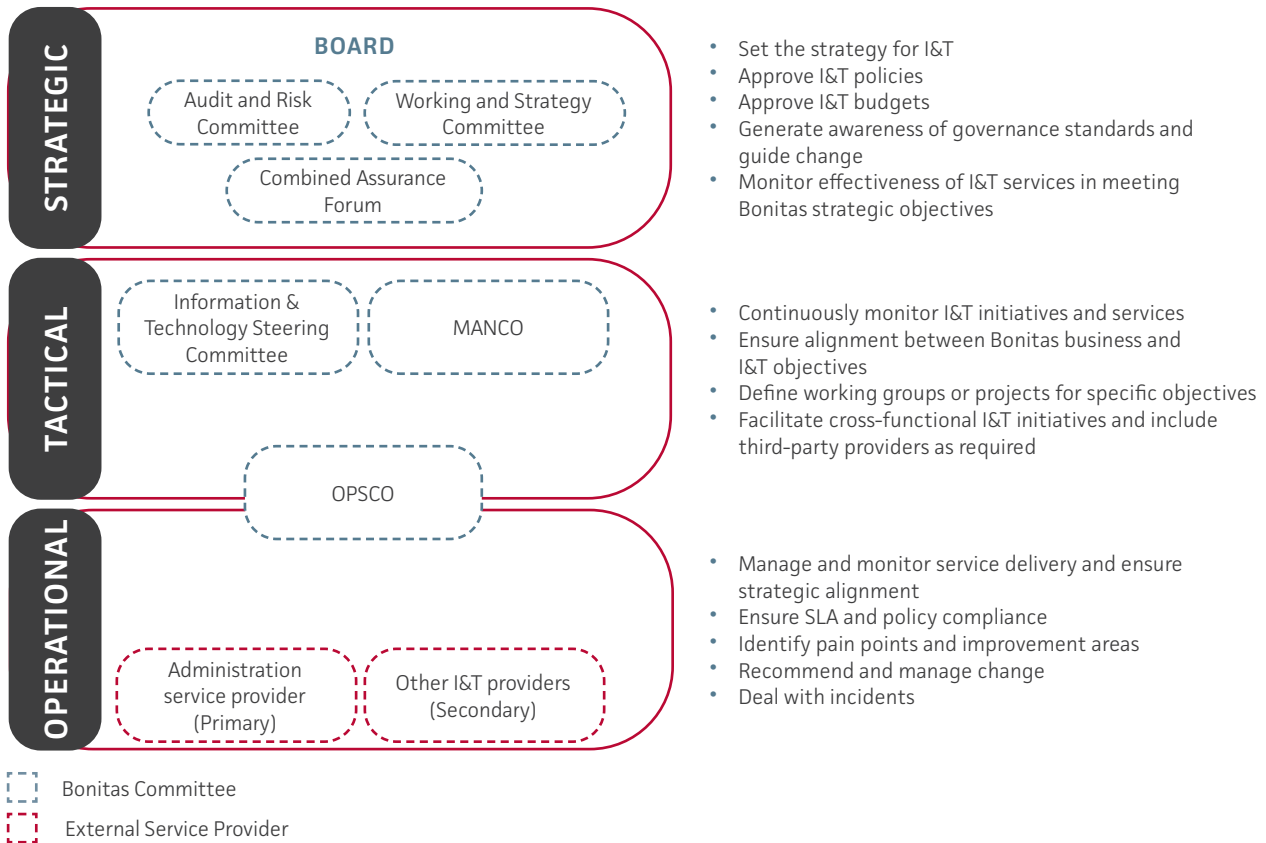 STRATEGIC
BOARD
Audit and Risk
Committee
Working and Strategy
Committee
Combined Assurance
Forum
• Set the strategy for I&T
• Approve I&T policies
• Approve I&T budgets
• Generate awareness of governance standards and
guide change
• Monitor effectiveness of I&T services in meeting
Bonitas strategic objectives
TACTICAL
Information &
Technology Steering
Committee
MANCO
• Continuously monitor I&T initiatives and services
• Ensure alignment between Bonitas business and
I&T objectives
• Define working groups or projects for specific objectives
• Facilitate cross-functional I&T initiatives and include
third-party providers as required
OPSCO
OPERATIONAL
Administration
service provider
(Primary)
Other I&T providers
(Secondary)
• Manage and monitor service delivery and ensure
strategic alignment
• Ensure SLA and policy compliance
• Identify pain points and improvement areas
• Recommend and manage change
• Deal with incidents
Bonitas Committee
External Service Provider